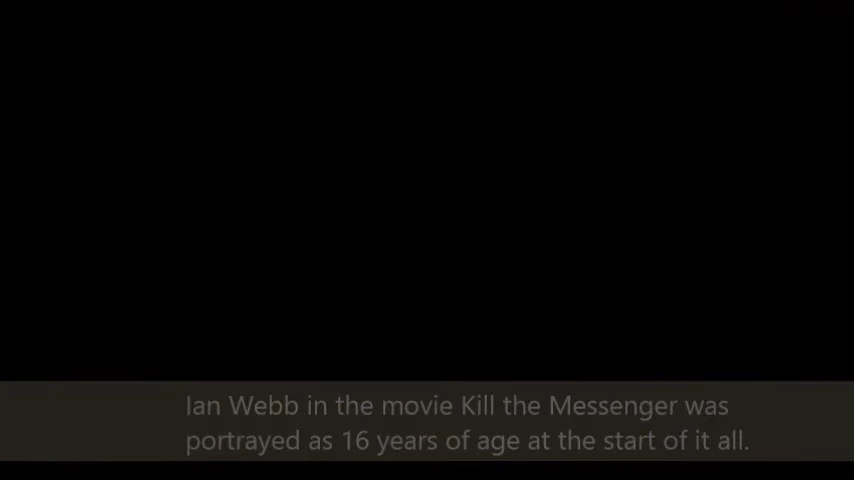 Ian Webb in the movie Kill the Messenger was
portrayed as 16 years of age at the start of it all.